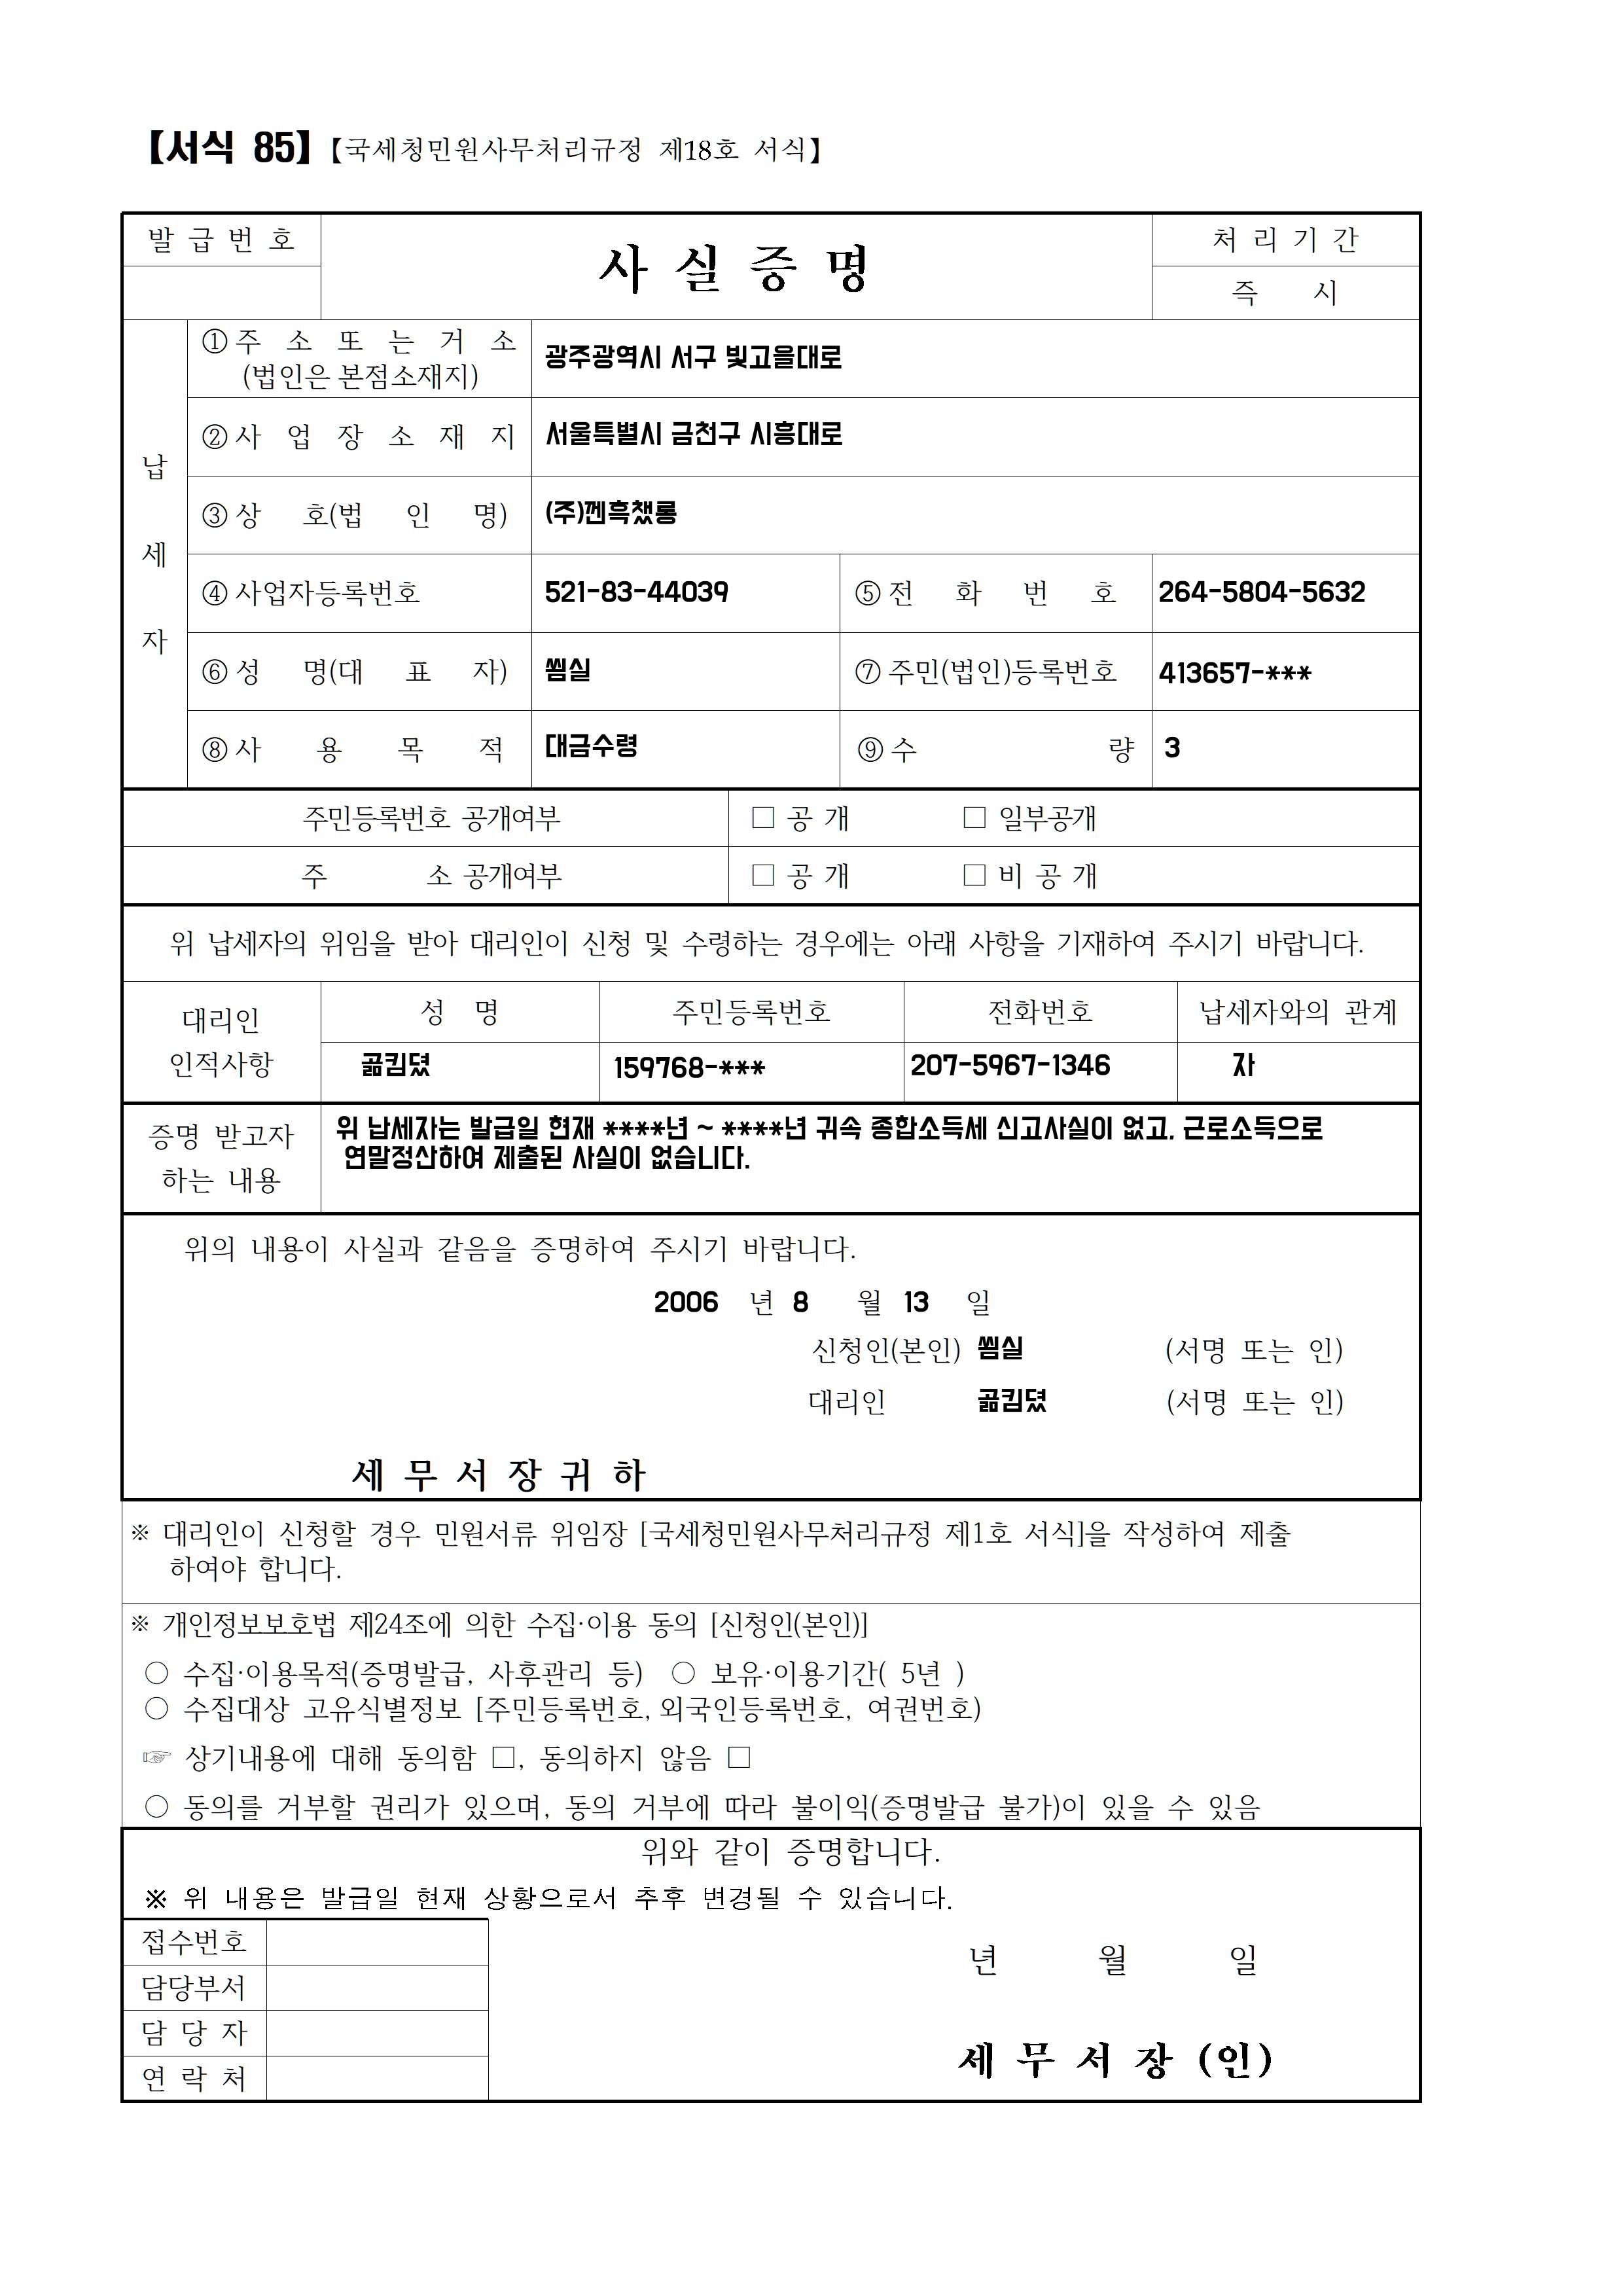 【서식 85】【국세청민원사무처리규정 제18호 서식】
발 급 번 호
사 실 증 명
처 리 기 간
즉 시
납 세 자
① 주 소 또 는 거 소
(법인은 본점소재지)
광주광역시 서구 빛고을대로
② 사 업 장 소 재 지
서울특별시 금천구 시흥대로
③ 상 호(법 인 명)
(주)껜흑챘롱
④ 사업자등록번호
521-83-44039
⑤ 전 화 번 호
264-5804-5632
⑥ 성 명(대 표 자)
쐼실
⑦ 주민(법인)등록번호
413657-***
⑧ 사 용 목 적
대금수령
⑨ 수 량
3
주민등록번호 공개여부
□ 공 개 □ 일부공개
주 소 공개여부
□ 공 개 □ 비 공 개
위 납세자의 위임을 받아 대리인이 신청 및 수령하는 경우에는 아래 사항을 기재하여 주시기 바랍니다.
대리인
인적사항
성 명
주민등록번호
전화번호
납세자와의 관계
곪킴뎠
159768-***
207-5967-1346
자
증명 받고자
하는 내용
위 납세자는 발급일 현재 ****년 ~ ****년 귀속 종합소득세 신고사실이 없고, 근로소득으로
연말정산하여 제출된 사실이 없습니다.
위의 내용이 사실과 같음을 증명하여 주시기 바랍니다.
2006 년 8 월 13 일
신청인(본인) 쐼실 (서명 또는 인)
대리인 곪킴뎠 (서명 또는 인)
세 무 서 장 귀 하
※ 대리인이 신청할 경우 민원서류 위임장 [국세청민원사무처리규정 제1호 서식]을 작성하여 제출
하여야 합니다.
※ 개인정보보호법 제24조에 의한 수집·이용 동의 [신청인(본인)]
○ 수집·이용목적(증명발급, 사후관리 등) ○ 보유·이용기간( 5년 )
○ 수집대상 고유식별정보 [주민등록번호, 외국인등록번호, 여권번호)
☞ 상기내용에 대해 동의함 □, 동의하지 않음 □
○ 동의를 거부할 권리가 있으며, 동의 거부에 따라 불이익(증명발급 불가)이 있을 수 있음
위와 같이 증명합니다.
※ 위 내용은 발급일 현재 상황으로서 추후 변경될 수 있습니다.
접수번호
담당부서
담 당 자
연 락 처
년 월 일
세 무 서 장 (인)